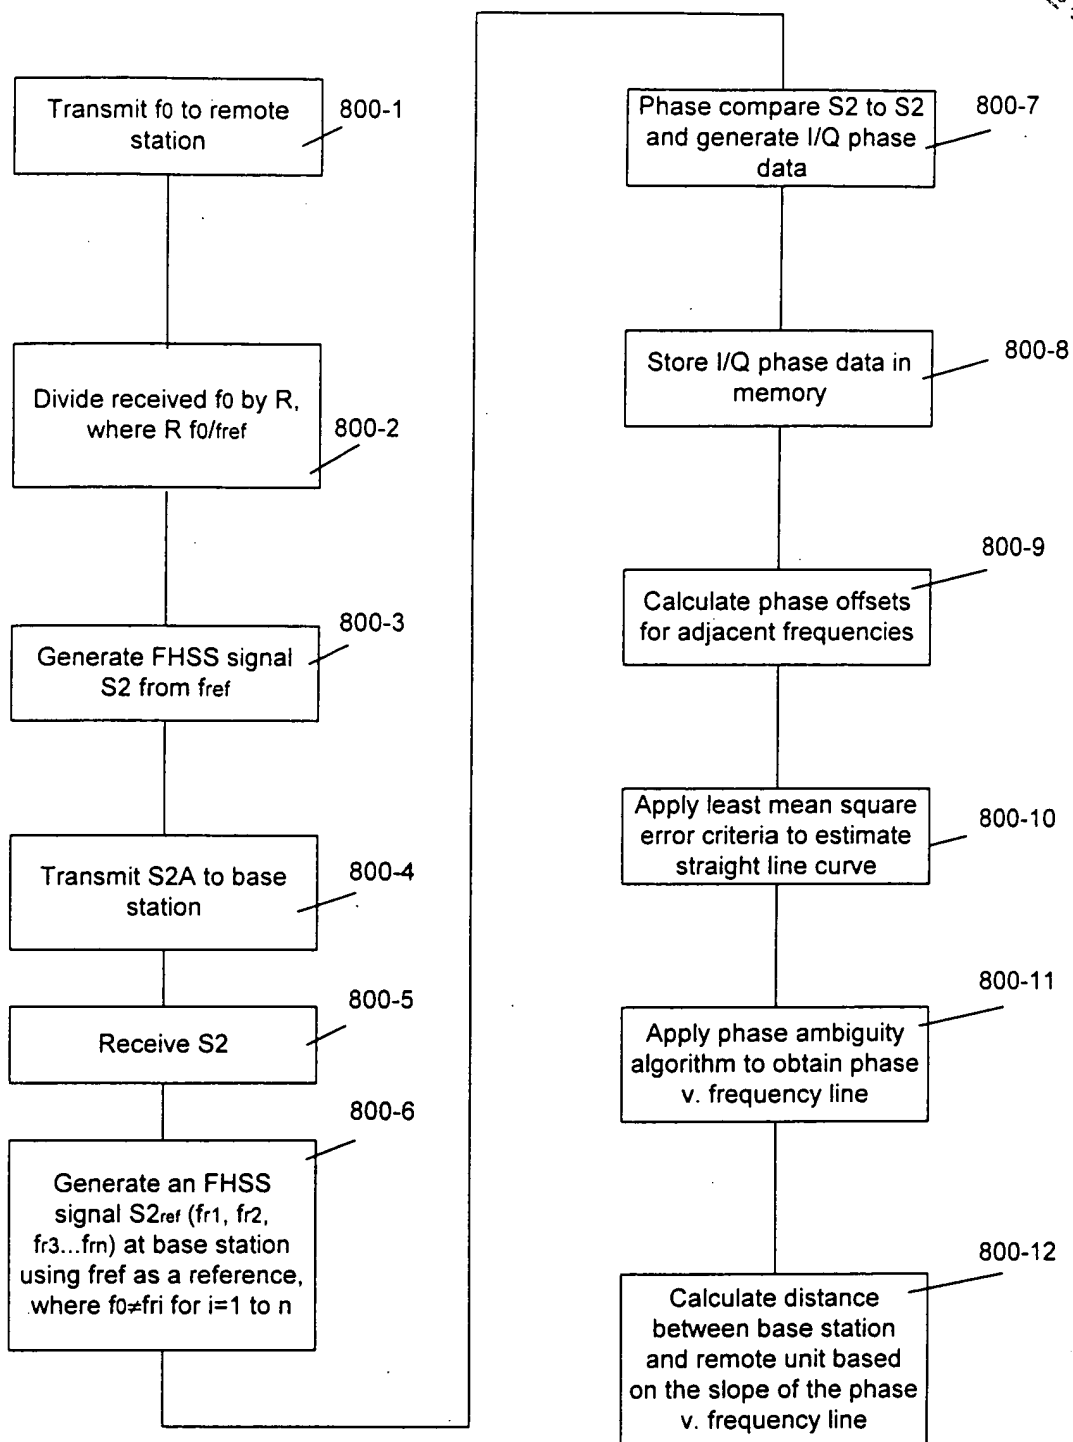 Transmit f0 to remote
station
800-1
Divide received f0 by R,
where R f0/fref
800-2
800-3
Generate FHSS signal
S2 from fref
Transmit S2A to base
station
800-4
800-5
Receive S2
800-6
Generate an FHSS
signal S2ref (fr1, fr2,
fr3...frn) at base station
using fref as a reference,
where f0≠fri for i=1 to n
Phase compare S2 to S2
and generate I/Q phase
data
800-7
Store I/Q phase data in
memory
800-8
800-9
Calculate phase offsets
for adjacent frequencies
Apply least mean square
error criteria to estimate
straight line curve
800-10
800-11
Apply phase ambiguity
algorithm to obtain phase
v. frequency line
800-12
Calculate distance
between base station
and remote unit based
on the slope of the phase
v. frequency line